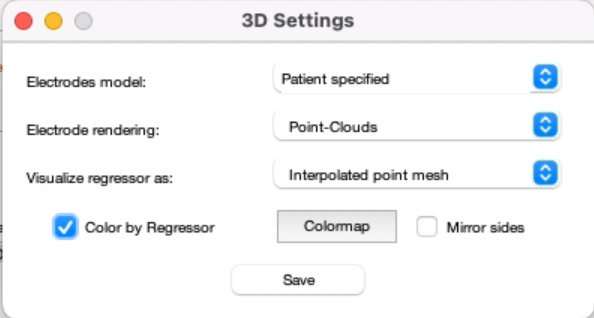 3D Settings
Electrodes model: Patient specified
Electrode rendering: Point-Clouds
Visualize regressor as: Interpolated point mesh
Color by Regressor Colormap Mirror sides
Save